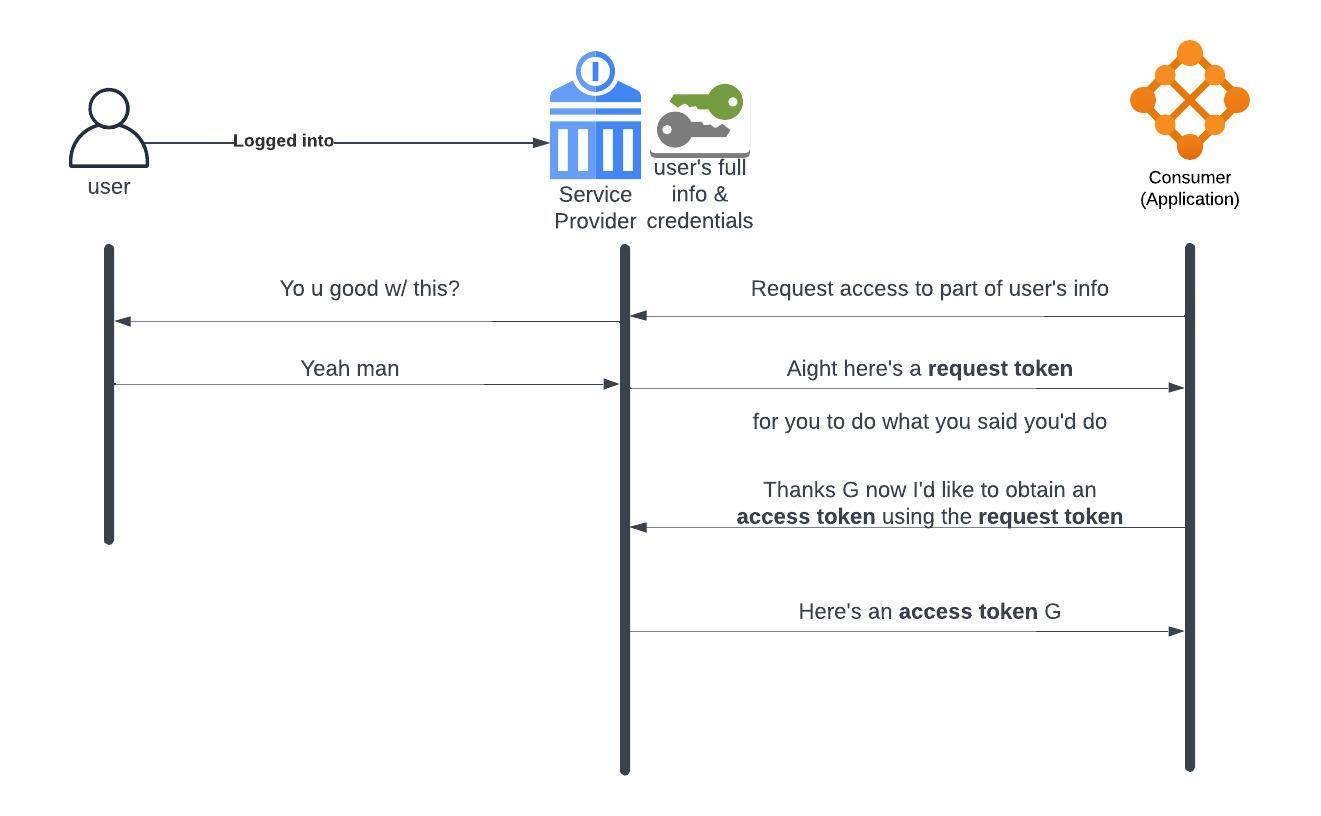 Logged into
user
Service
Provider
user's full
info &
credentials
Consumer
(Application)
Yo u good w/ this?
Request access to part of user's info
Yeah man
Aight here's a request token
for you to do what you said you'd do
Thanks G now I'd like to obtain an
access token using the request token
Here's an access token G